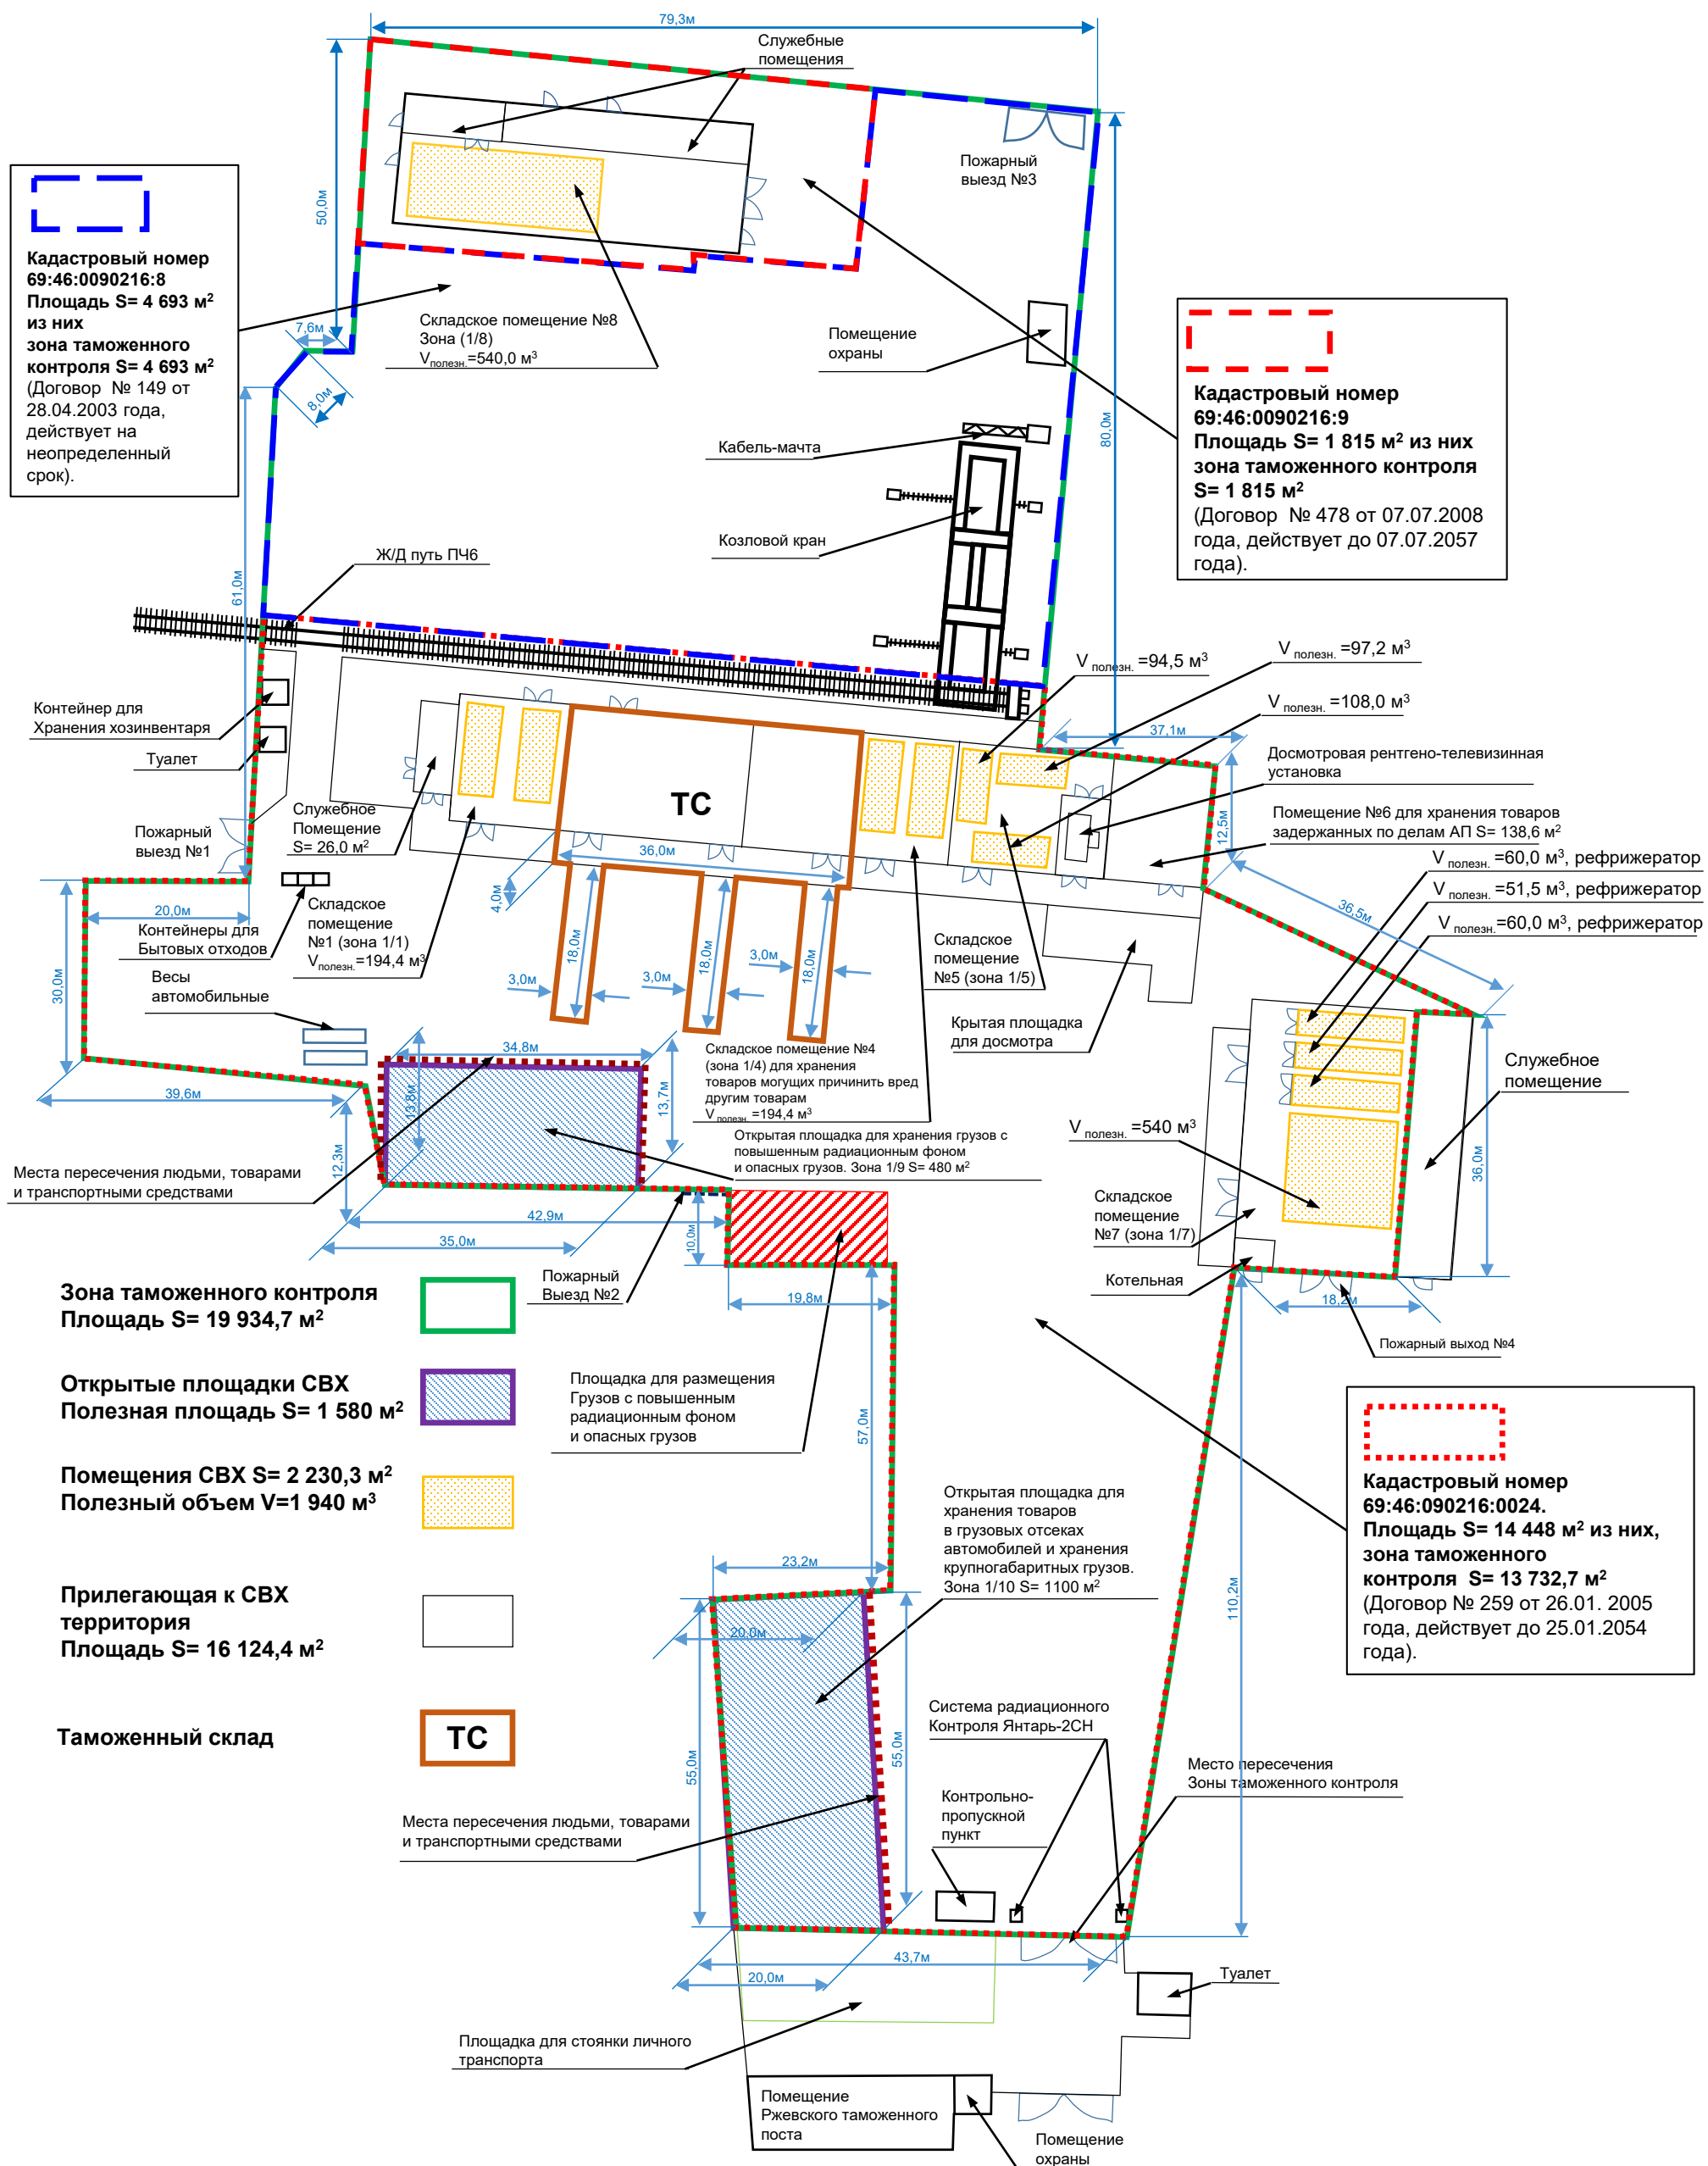 79,3м
Служебные
помещения
50,0м
Пожарный
выезд №3
Кадастровый номер
69:46:0090216:8
Площадь S= 4 693 м²
из них
зона таможенного
контроля S= 4 693 м²
(Договор № 149 от
28.04.2003 года,
действует на
неопределенный
срок).
7,6м
8,0м
Складское помещение №8
Зона (1/8)
Vполезн.=540,0 м³
Помещение
охраны
Кадастровый номер
69:46:0090216:9
Площадь S= 1 815 м² из них
зона таможенного контроля
S= 1 815 м²
(Договор № 478 от 07.07.2008
года, действует до 07.07.2057
года).
80,0м
Кабель-мачта
Козловой кран
Ж/Д путь ПЧ6
61,0м
V полезн. =94,5 м³
V полезн. =97,2 м³
V полезн. =108,0 м³
37,1м
Контейнер для
Хранения хозинвентаря
Туалет
Досмотровая рентгено-телевизинная
установка
12,5м
ТС
Служебное
Помещение
S= 26,0 м²
Пожарный
выезд №1
Помещение №6 для хранения товаров
задержанных по делам АП S= 138,6 м²
36,0м
4,0м
V полезн. =60,0 м³, рефрижератор
V полезн. =51,5 м³, рефрижератор
V полезн.=60,0 м³, рефрижератор
36,5м
20,0м
Контейнеры для
Бытовых отходов
Складское
помещение
№1 (зона 1/1)
Vполезн.=194,4 м³
18,0м
18,0м
18,0м
3,0м
3,0м
3,0м
Складское
помещение
№5 (зона 1/5)
30,0м
Весы
автомобильные
Крытая площадка
для досмотра
34,8м
13,8м
13,7м
Складское помещение №4
(зона 1/4) для хранения
товаров могущих причинить вред
другим товарам
V полезн. =194,4 м³
Служебное
помещение
39,6м
12,3м
V полезн. =540 м³
Открытая площадка для хранения грузов с
повышенным радиационным фоном
и опасных грузов. Зона 1/9 S= 480 м²
Места пересечения людьми, товарами
и транспортными средствами
36,0м
Складское
помещение
№7 (зона 1/7)
42,9м
35,0м
10,0м
Котельная
Пожарный
Выезд №2
19,8м
18,2м
Пожарный выход №4
Зона таможенного контроля
Площадь S= 19 934,7 м²
Открытые площадки СВХ
Полезная площадь S= 1 580 м²
Площадка для размещения
Грузов с повышенным
радиационным фоном
и опасных грузов
57,0м
Помещения СВХ S= 2 230,3 м²
Полезный объем V=1 940 м³
Открытая площадка для
хранения товаров
в грузовых отсеках
автомобилей и хранения
крупногабаритных грузов.
Зона 1/10 S= 1100 м²
Кадастровый номер
69:46:090216:0024.
Площадь S= 14 448 м² из них,
зона таможенного
контроля S= 13 732,7 м²
(Договор № 259 от 26.01. 2005
года, действует до 25.01.2054
года).
23,2м
20,0м
110,2м
Прилегающая к СВХ
территория
Площадь S= 16 124,4 м²
Таможенный склад
ТС
55,0м
55,0м
Система радиационного
Контроля Янтарь-2СН
Место пересечения
Зоны таможенного контроля
Контрольно-
пропускной
пункт
Места пересечения людьми, товарами
и транспортными средствами
43,7м
20,0м
Туалет
Площадка для стоянки личного
транспорта
Помещение
Ржевского таможенного
поста
Помещение
охраны